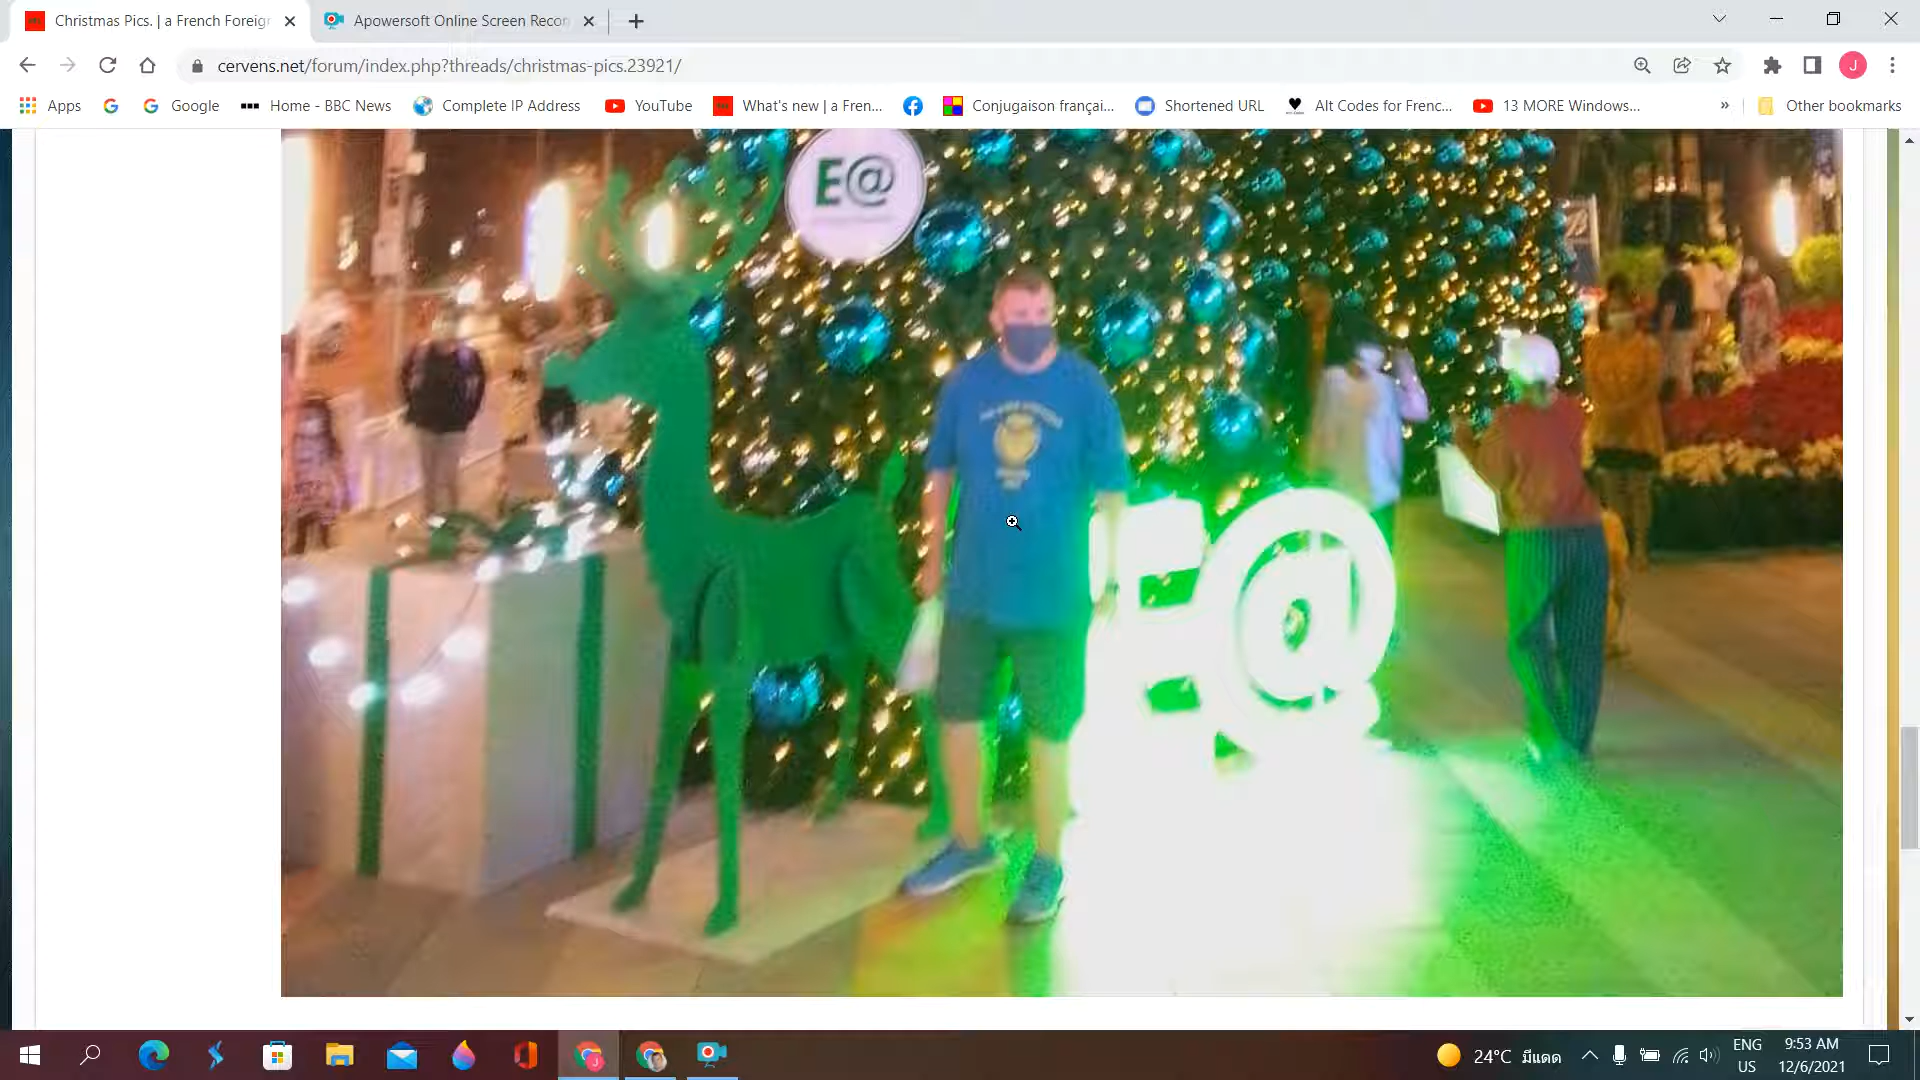 Christmas Pics. | a French Foreig
Apowersoft Online Screen Recor
cervens.net/forum/index.php?threads/christmas-pics.23921/
J
Apps
Google
Home - BBC News
Complete IP Address
YouTube
What's new | a Fren...
Conjugaison françai...
Shortened URL
Alt Codes for Frenc...
13 MORE Windows...
»
Other bookmarks
E@
E@
24°C มีแดด
ENG
US
9:53 AM
12/6/2021